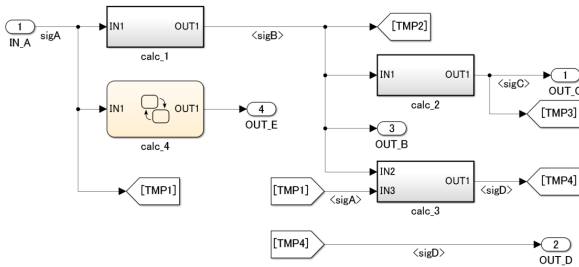 1
IN_A
sigA
IN1
OUT1
calc_1
<sigB>
[TMP2]
IN1
OUT1
calc_2
<sigC>
1
OUT_C
[TMP3]
IN1
OUT1
calc_4
4
OUT_E
3
OUT_B
[TMP1]
[TMP1]
<sigA>
IN2
IN3
OUT1
calc_3
<sigD>
[TMP4]
[TMP4]
<sigD>
2
OUT_D